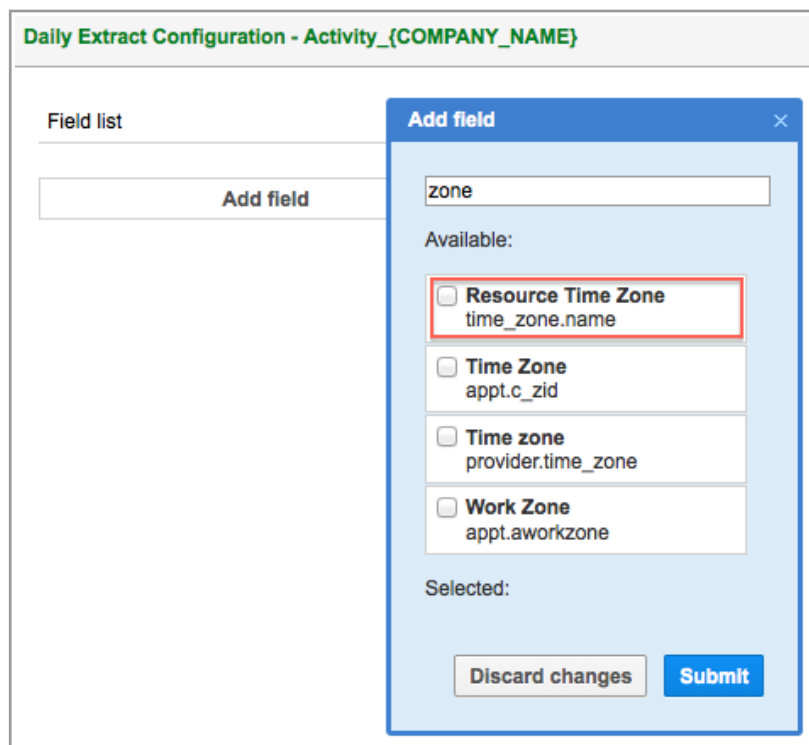 Daily Extract Configuration - Activity_{COMPANY_NAME}
Field list
Add field
Add field
×
zone
Available:
Resource Time Zone
time_zone.name
Time Zone
appt.c_zid
Time zone
provider.time_zone
Work Zone
appt.aworkzone
Selected:
Discard changes
Submit